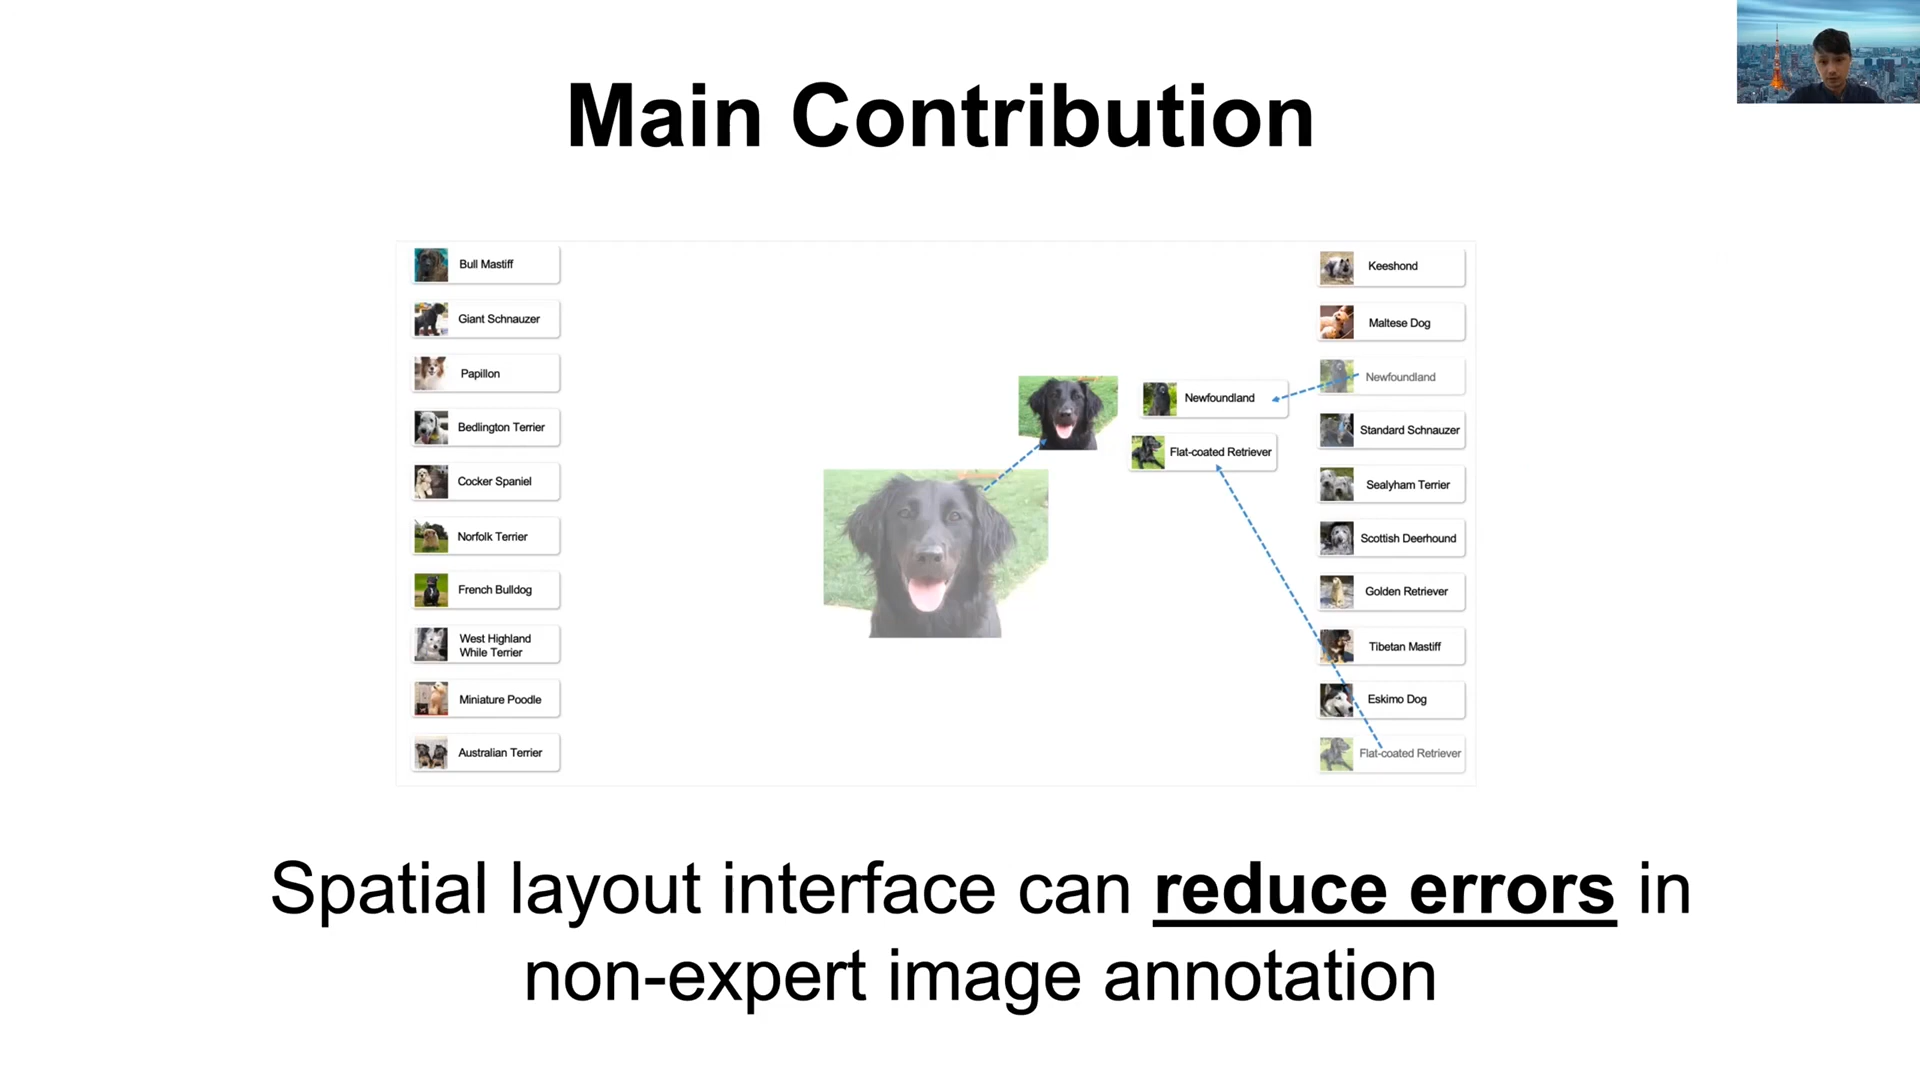 Main Contribution
Bull Mastiff
Giant Schnauzer
Papillon
Bedlington Terrier
Cocker Spaniel
Norfolk Terrier
French Bulldog
West Highland
While Terrier
Miniature Poodle
Australian Terrier
Newfoundland
Flat-coated Retriever
Keeshond
Maltese Dog
Newfoundland
Standard Schnauzer
Sealyham Terrier
Scottish Deerhound
Golden Retriever
Tibetan Mastiff
Eskimo Dog
Flat-coated Retriever
Spatial layout interface can reduce errors in
non-expert image annotation